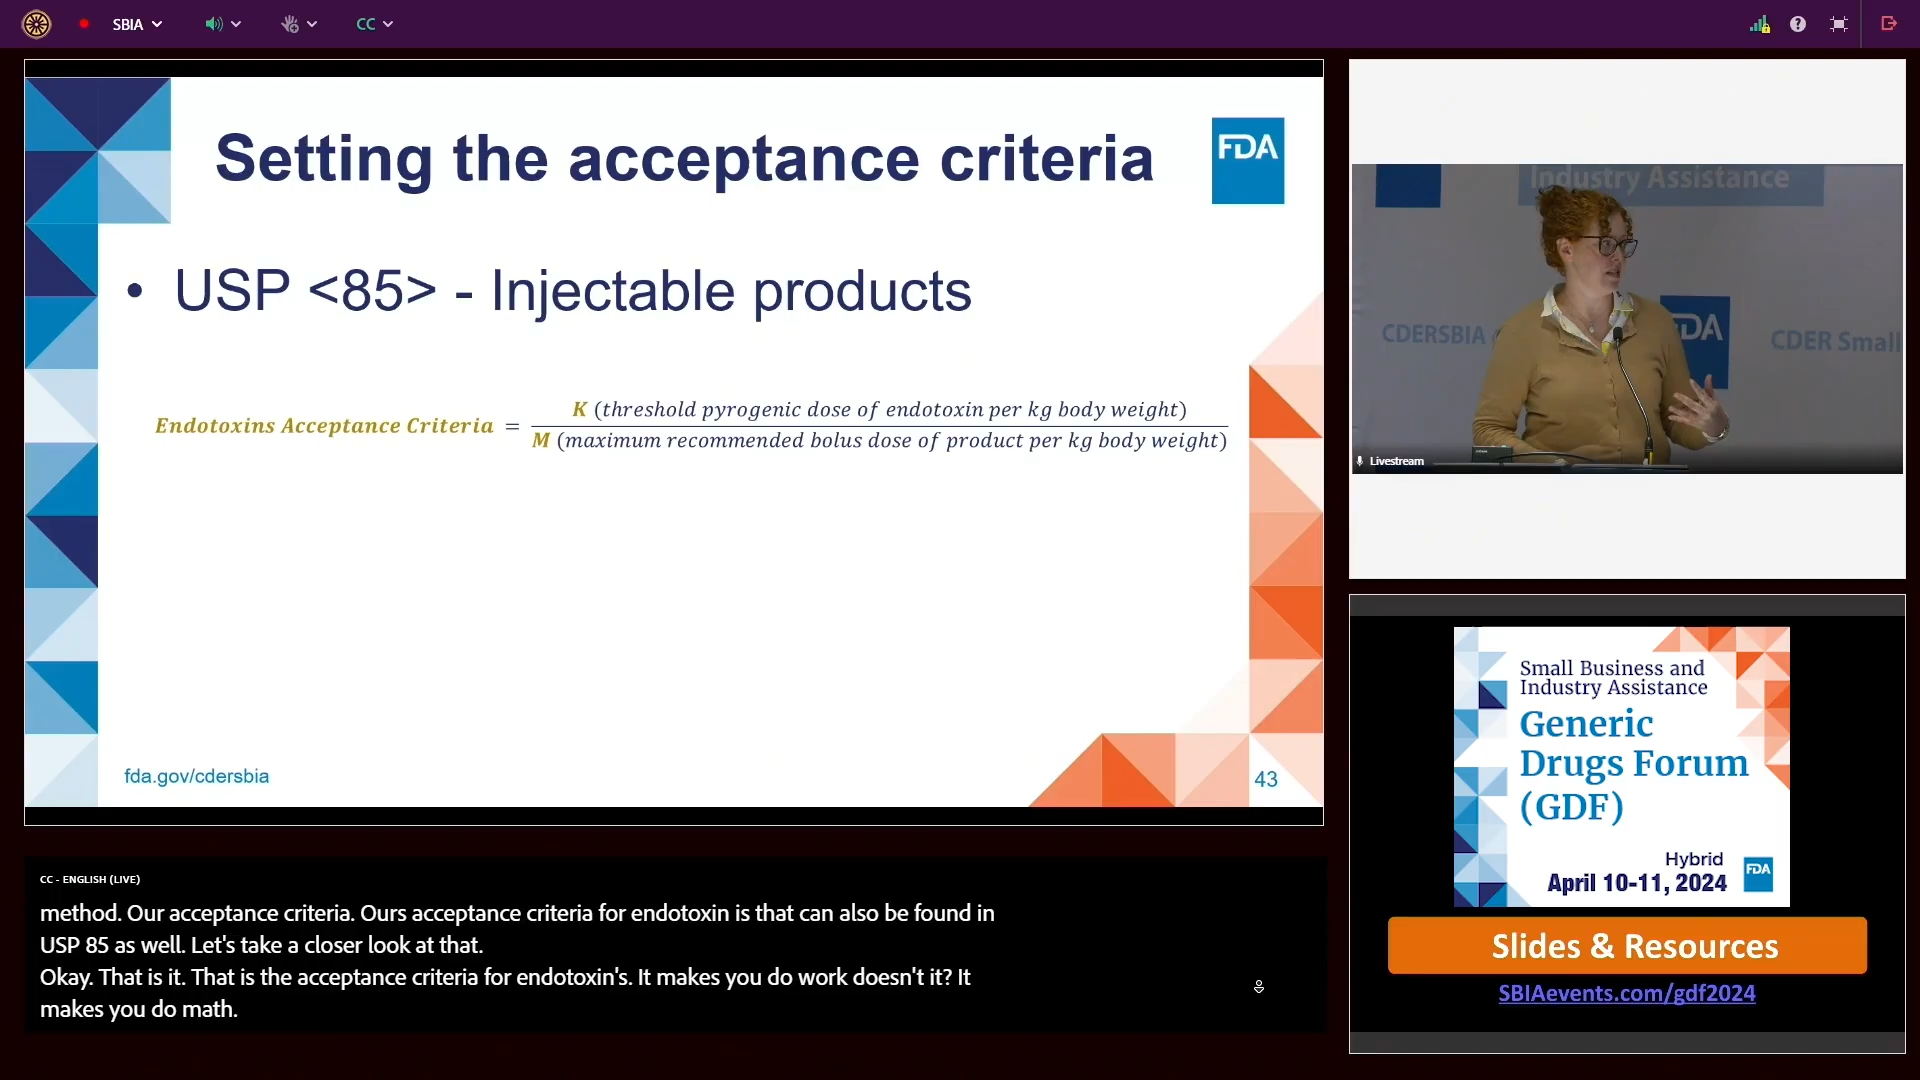 SBIA
CC
Setting the acceptance criteria
FDA
• USP <85> - Injectable products
Endotoxins Acceptance Criteria = K (threshold pyrogenic dose of endotoxin per kg body weight)
M (maximum recommended bolus dose of product per kg body weight)
fda.gov/cdersbia
43
Industry Assistance
CDERSBIA
DA
CDER Small
Livestream
Small Business and
Industry Assistance
Generic
Drugs Forum
(GDF)
Hybrid
April 10-11, 2024
FDA
Slides & Resources
SBIAevents.com/gdf2024
CC - ENGLISH (LIVE)
method. Our acceptance criteria. Ours acceptance criteria for endotoxin is that can also be found in
USP 85 as well. Let's take a closer look at that.
Okay. That is it. That is the acceptance criteria for endotoxin's. It makes you do work doesn't it? It
makes you do math.